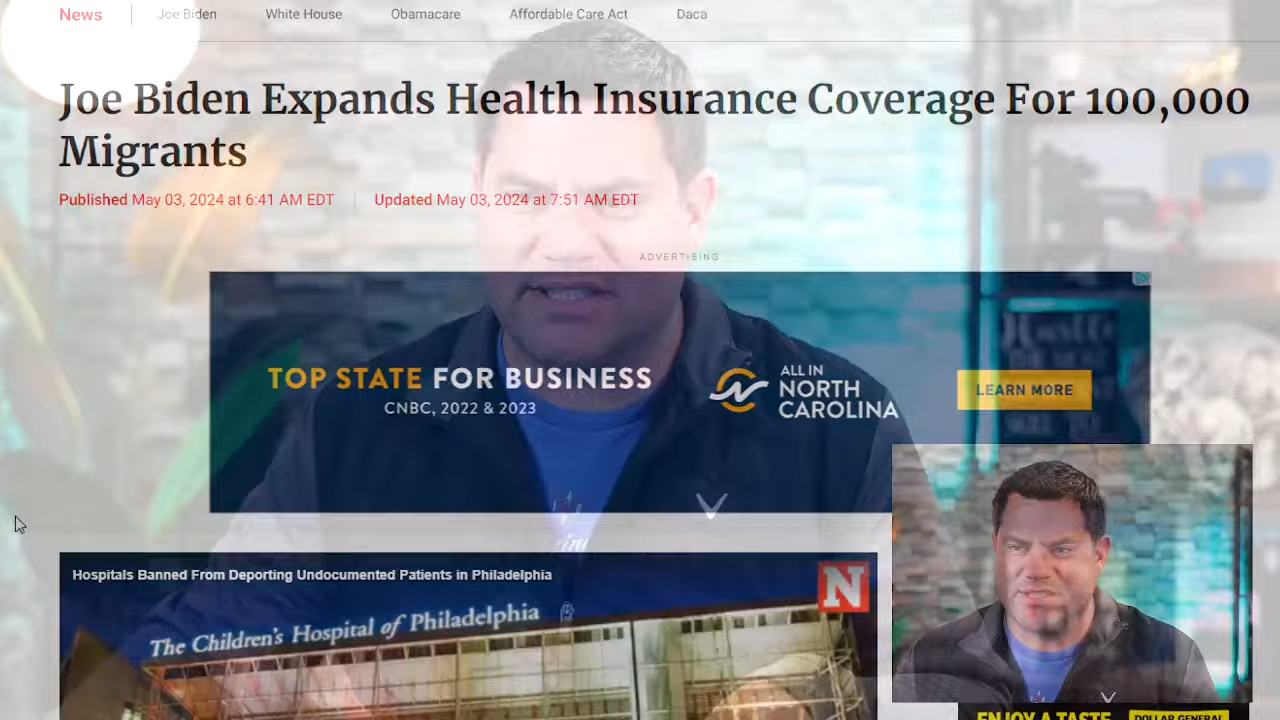 News
Joe Biden
White House
Obamacare
Affordable Care Act
Daca
Joe Biden Expands Health Insurance Coverage For 100,000
Migrants
Published May 03, 2024 at 6:41 AM EDT
Updated May 03, 2024 at 7:51 AM EDT
ADVERTISING
TOP STATE FOR BUSINESS
CNBC, 2022 & 2023
ALL IN
NORTH
CAROLINA
LEARN MORE
Hustle
Hospitals Banned From Deporting Undocumented Patients in Philadelphia
N
The Children's Hospital of Philadelphia
ENJOY A TASTE
DOLLAR GENERAL